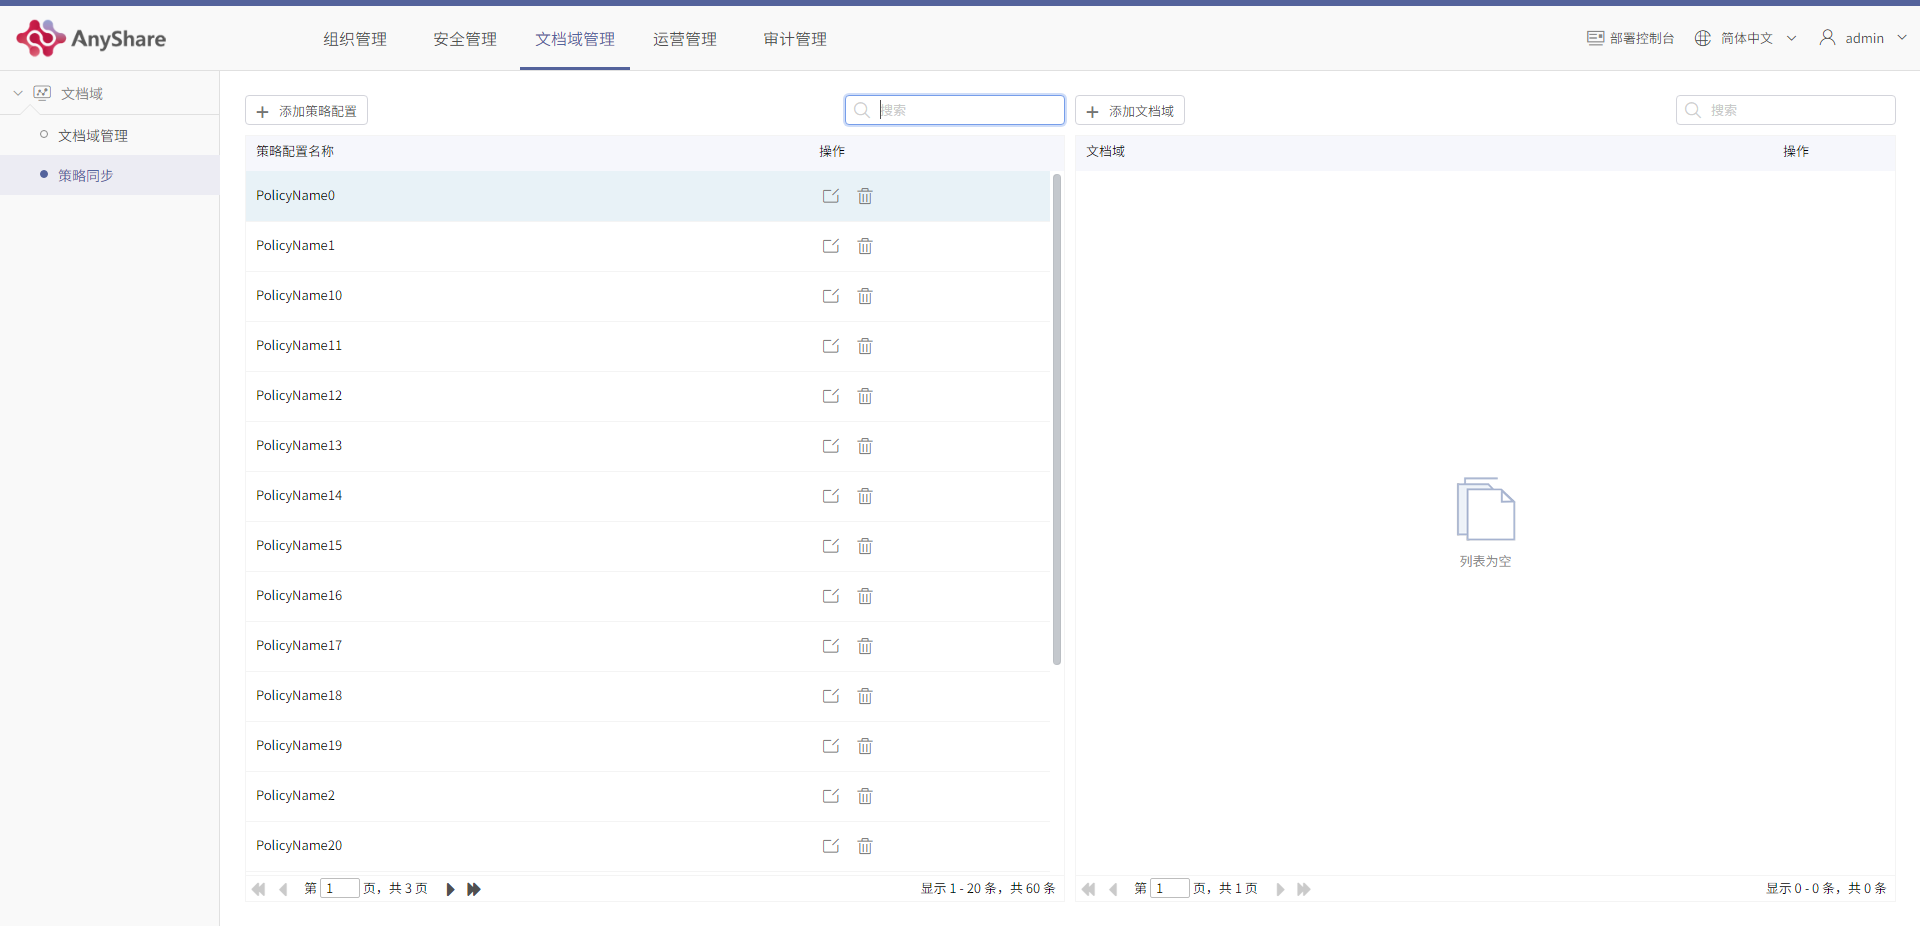 AnyShare
组织管理
安全管理
文档域管理
运营管理
审计管理
部署控制台
简体中文
admin
文档域
文档域管理
策略同步
添加策略配置
搜索
添加文档域
搜索
策略配置名称
操作
文档域
操作
PolicyName0
PolicyName1
PolicyName10
PolicyName11
PolicyName12
PolicyName13
PolicyName14
PolicyName15
PolicyName16
PolicyName17
PolicyName18
PolicyName19
PolicyName2
PolicyName20
列表为空
第 1 页，共 3 页
显示 1 - 20 条，共 60 条
第 1 页，共 1 页
显示 0 - 0 条，共 0 条